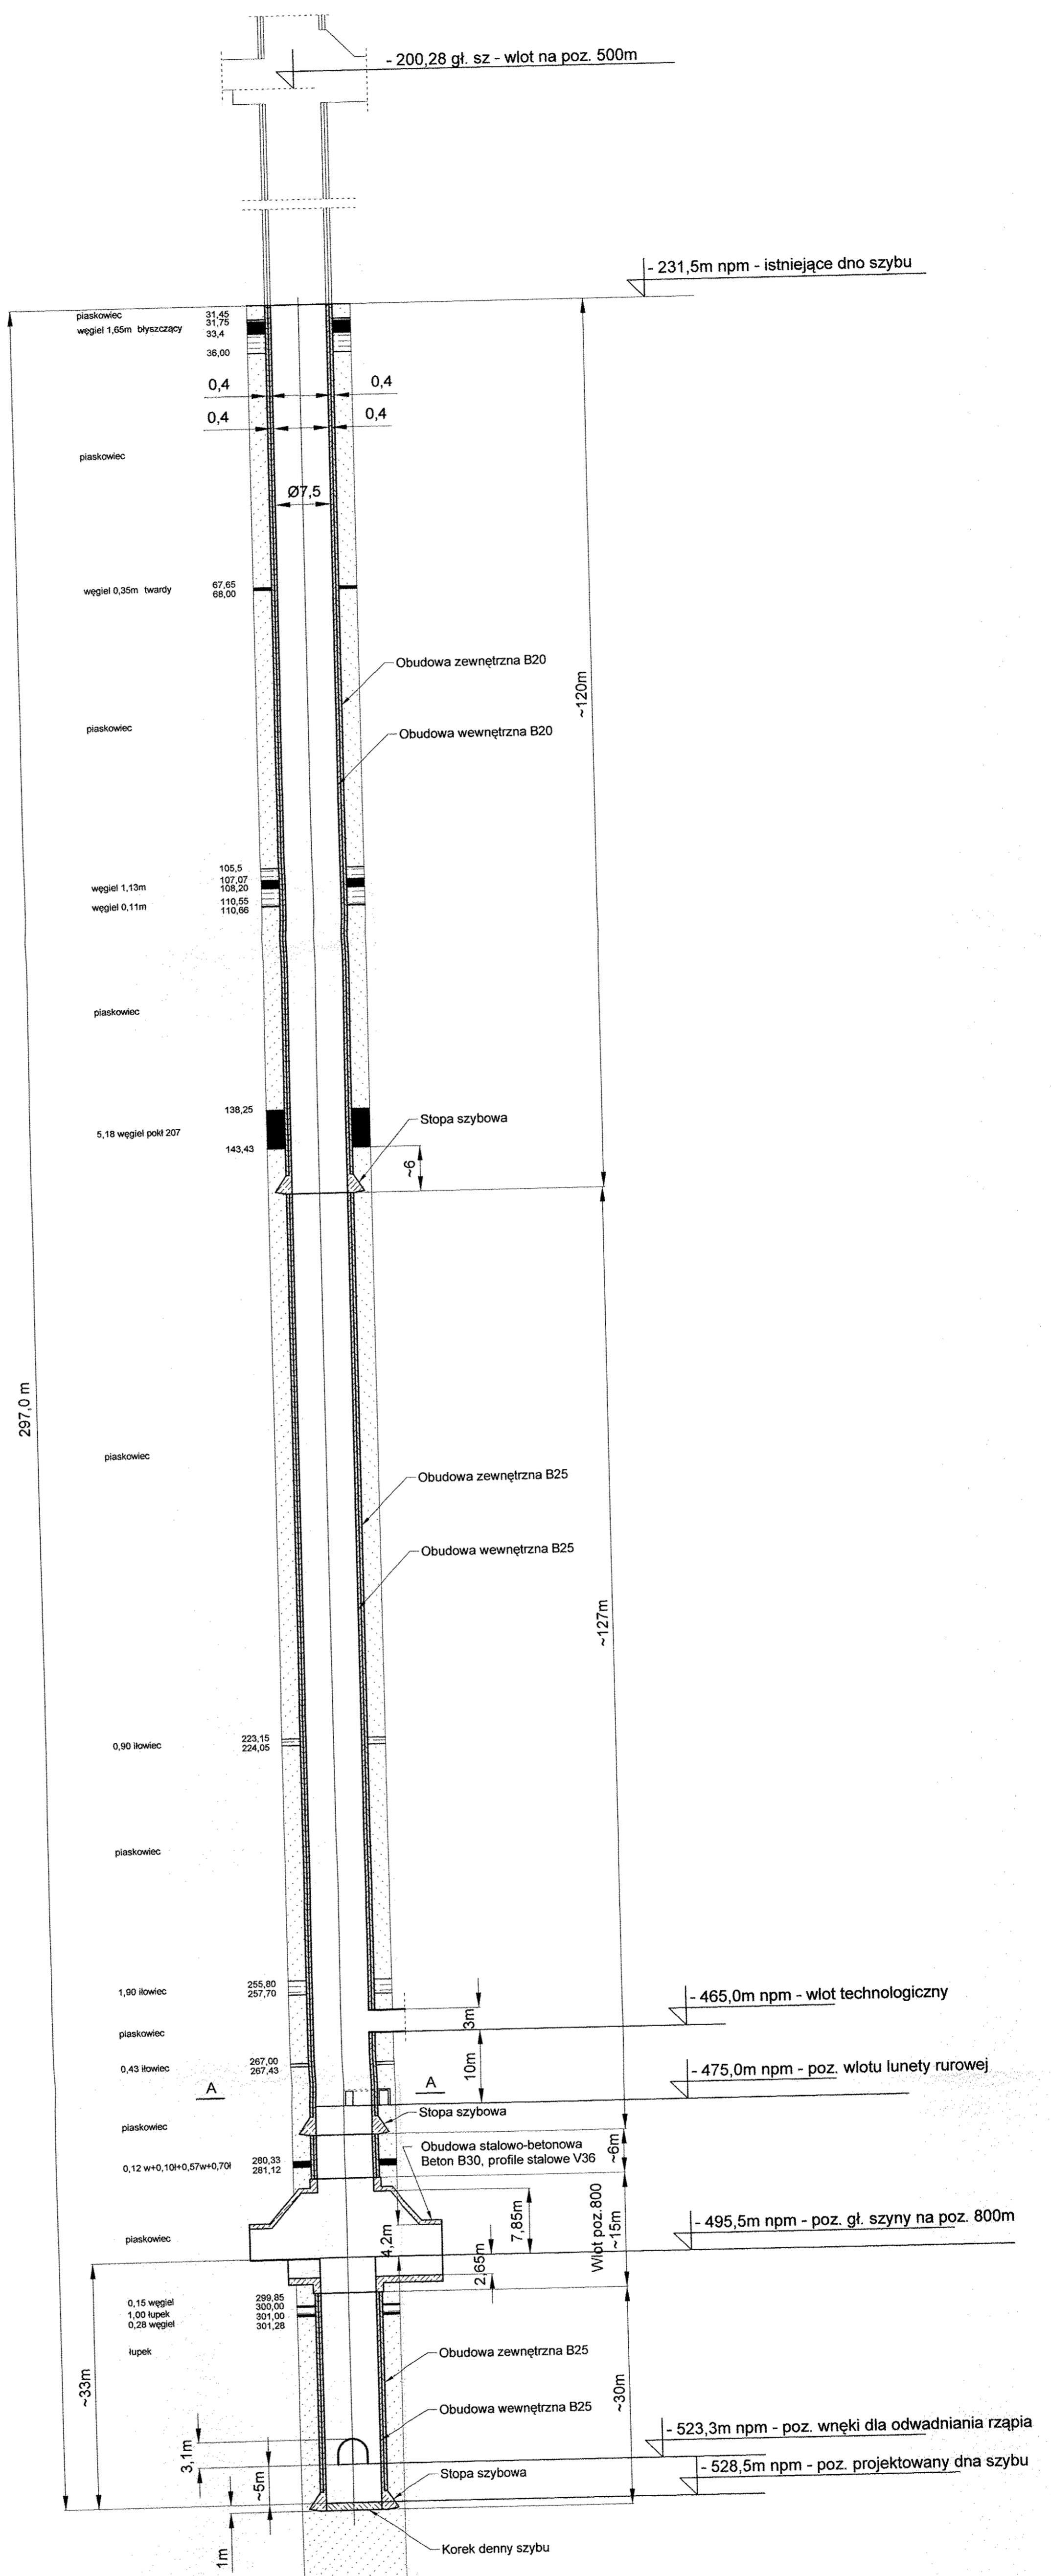 - 200,28 gł. sz - wlot na poz. 500m
- 231,5m npm - istniejące dno szybu
piaskowiec
31,45
31,75
węgiel 1,65m błyszczący
33,4
36,00
0,4
0,4
0,4
0,4
piaskowiec
Ø7,5
67,65
węgiel 0,35m twardy
68,00
Obudowa zewnętrzna B20
~120m
piaskowiec
Obudowa wewnętrzna B20
105,5
107,07
węgiel 1,13m
108,20
110,55
węgiel 0,11m
110,66
piaskowiec
138,25
Stopa szybowa
5,18 węgiel pokł 207
143,43
~6
297,0 m
piaskowiec
Obudowa zewnętrzna B25
Obudowa wewnętrzna B25
~127m
223,15
0,90 iłowiec
224,05
piaskowiec
255,80
1,90 iłowiec
257,70
- 465,0m npm - wlot technologiczny
3m
piaskowiec
267,00
0,43 iłowiec
267,43
10m
- 475,0m npm - poz. wlotu lunety rurowej
A
A
Stopa szybowa
piaskowiec
Obudowa stalowo-betonowa
Beton B30, profile stalowe V36
~6m
280,33
0,12 w+0,10ł+0,57w+0,70ł
281,12
7,85m
4,2m
Wlot poz.800
~15m
- 495,5m npm - poz. gł. szyny na poz. 800m
piaskowiec
2,65m
299,85
0,15 węgiel
300,00
1,00 łupek
301,00
0,28 węgiel
301,28
łupek
Obudowa zewnętrzna B25
~33m
~30m
Obudowa wewnętrzna B25
- 523,3m npm - poz. wnęki dla odwadniania rząpia
3,1m
- 528,5m npm - poz. projektowany dna szybu
~5m
Stopa szybowa
1m
Korek denny szybu